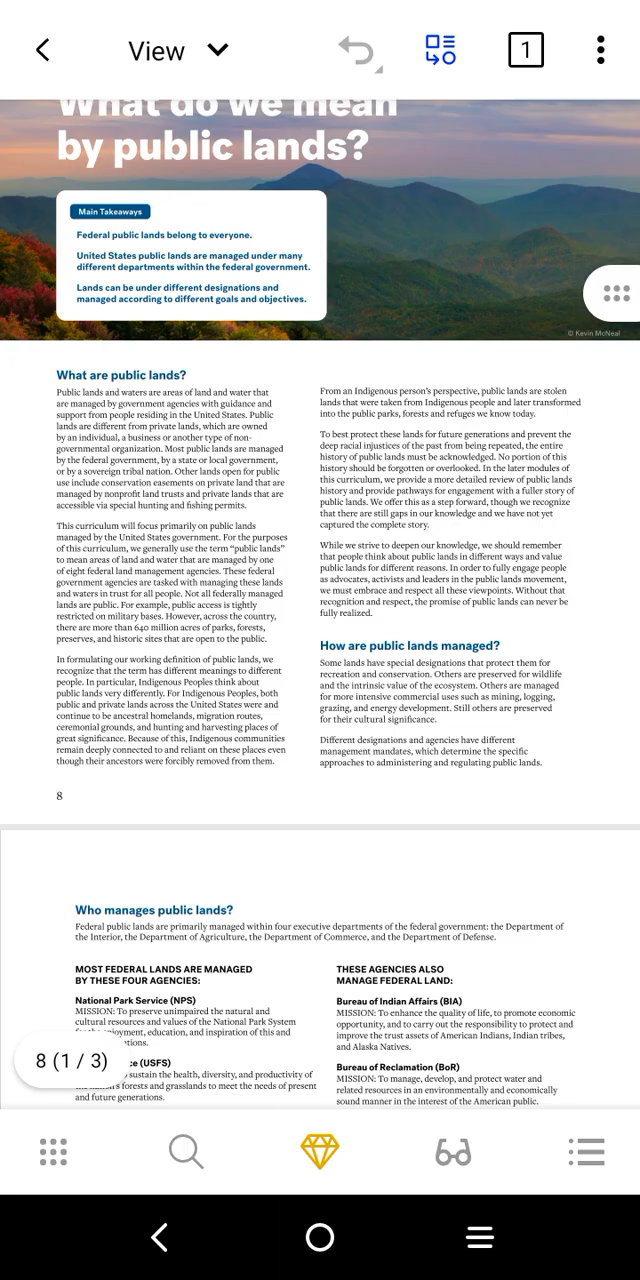 View
1
What do we mean
by public lands?
Main Takeaways
Federal public lands belong to everyone.
United States public lands are managed under many
different departments within the federal government.
Lands can be under different designations and
managed according to different goals and objectives.
© Kevin McNeal
What are public lands?
Public lands and waters are areas of land and water that
are managed by government agencies with guidance and
support from people residing in the United States. Public
lands are different from private lands, which are owned
by an individual, a business or another type of non-
governmental organization. Most public lands are managed
by the federal government, by a state or local government,
or by a sovereign tribal nation. Other lands open for public
use include conservation easements on private land that are
managed by nonprofit land trusts and private lands that are
accessible via special hunting and fishing permits.
This curriculum will focus primarily on public lands
managed by the United States government. For the purposes
of this curriculum, we generally use the term “public lands”
to mean areas of land and water that are managed by one
of eight federal land management agencies. These federal
government agencies are tasked with managing these lands
and waters in trust for all people. Not all federally managed
lands are public. For example, public access is tightly
restricted on military bases. However, across the country,
there are more than 640 million acres of parks, forests,
preserves, and historic sites that are open to the public.
In formulating our working definition of public lands, we
recognize that the term has different meanings to different
people. In particular, Indigenous Peoples think about
public lands very differently. For Indigenous Peoples, both
public and private lands across the United States were and
continue to be ancestral homelands, migration routes,
ceremonial grounds, and hunting and harvesting places of
great significance. Because of this, Indigenous communities
remain deeply connected to and reliant on these places even
though their ancestors were forcibly removed from them.
From an Indigenous person’s perspective, public lands are stolen
lands that were taken from Indigenous people and later transformed
into the public parks, forests and refuges we know today.
To best protect these lands for future generations and prevent the
deep racial injustices of the past from being repeated, the entire
history of public lands must be acknowledged. No portion of this
history should be forgotten or overlooked. In the later modules of
this curriculum, we provide a more detailed review of public lands
history and provide pathways for engagement with a fuller story of
public lands. We offer this as a step forward, though we recognize
that there are still gaps in our knowledge and we have not yet
captured the complete story.
While we strive to deepen our knowledge, we should remember
that people think about public lands in different ways and value
public lands for different reasons. In order to fully engage people
as advocates, activists and leaders in the public lands movement,
we must embrace and respect all these viewpoints. Without that
recognition and respect, the promise of public lands can never be
fully realized.
How are public lands managed?
Some lands have special designations that protect them for
recreation and conservation. Others are preserved for wildlife
and the intrinsic value of the ecosystem. Others are managed
for more intensive commercial uses such as mining, logging,
grazing, and energy development. Still others are preserved
for their cultural significance.
Different designations and agencies have different
management mandates, which determine the specific
approaches to administering and regulating public lands.
8
Who manages public lands?
Federal public lands are primarily managed within four executive departments of the federal government: the Department of
the Interior, the Department of Agriculture, the Department of Commerce, and the Department of Defense.
MOST FEDERAL LANDS ARE MANAGED
BY THESE FOUR AGENCIES:
National Park Service (NPS)
MISSION: To preserve unimpaired the natural and
cultural resources and values of the National Park System
enjoyment, education, and inspiration of this and
(USFS)
sustain the health, diversity, and productivity of
forests and grasslands to meet the needs of present
and future generations.
THESE AGENCIES ALSO
MANAGE FEDERAL LAND:
Bureau of Indian Affairs (BIA)
MISSION: To enhance the quality of life, to promote economic
opportunity, and to carry out the responsibility to protect and
improve the trust assets of American Indians, Indian tribes,
and Alaska Natives.
Bureau of Reclamation (BoR)
MISSION: To manage, develop, and protect water and
related resources in an environmentally and economically
sound manner in the interest of the American public.
8 (1 / 3)